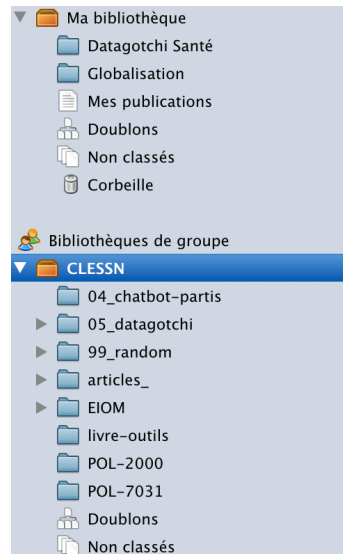 Ma bibliothèque
Datagotchi Santé
Globalisation
Mes publications
Doublons
Non classés
Corbeille
Bibliothèques de groupe
CLESSN
04_chatbot-partis
05_datagotchi
99_random
articles_
EIOM
livre-outils
POL-2000
POL-7031
Doublons
Non classés